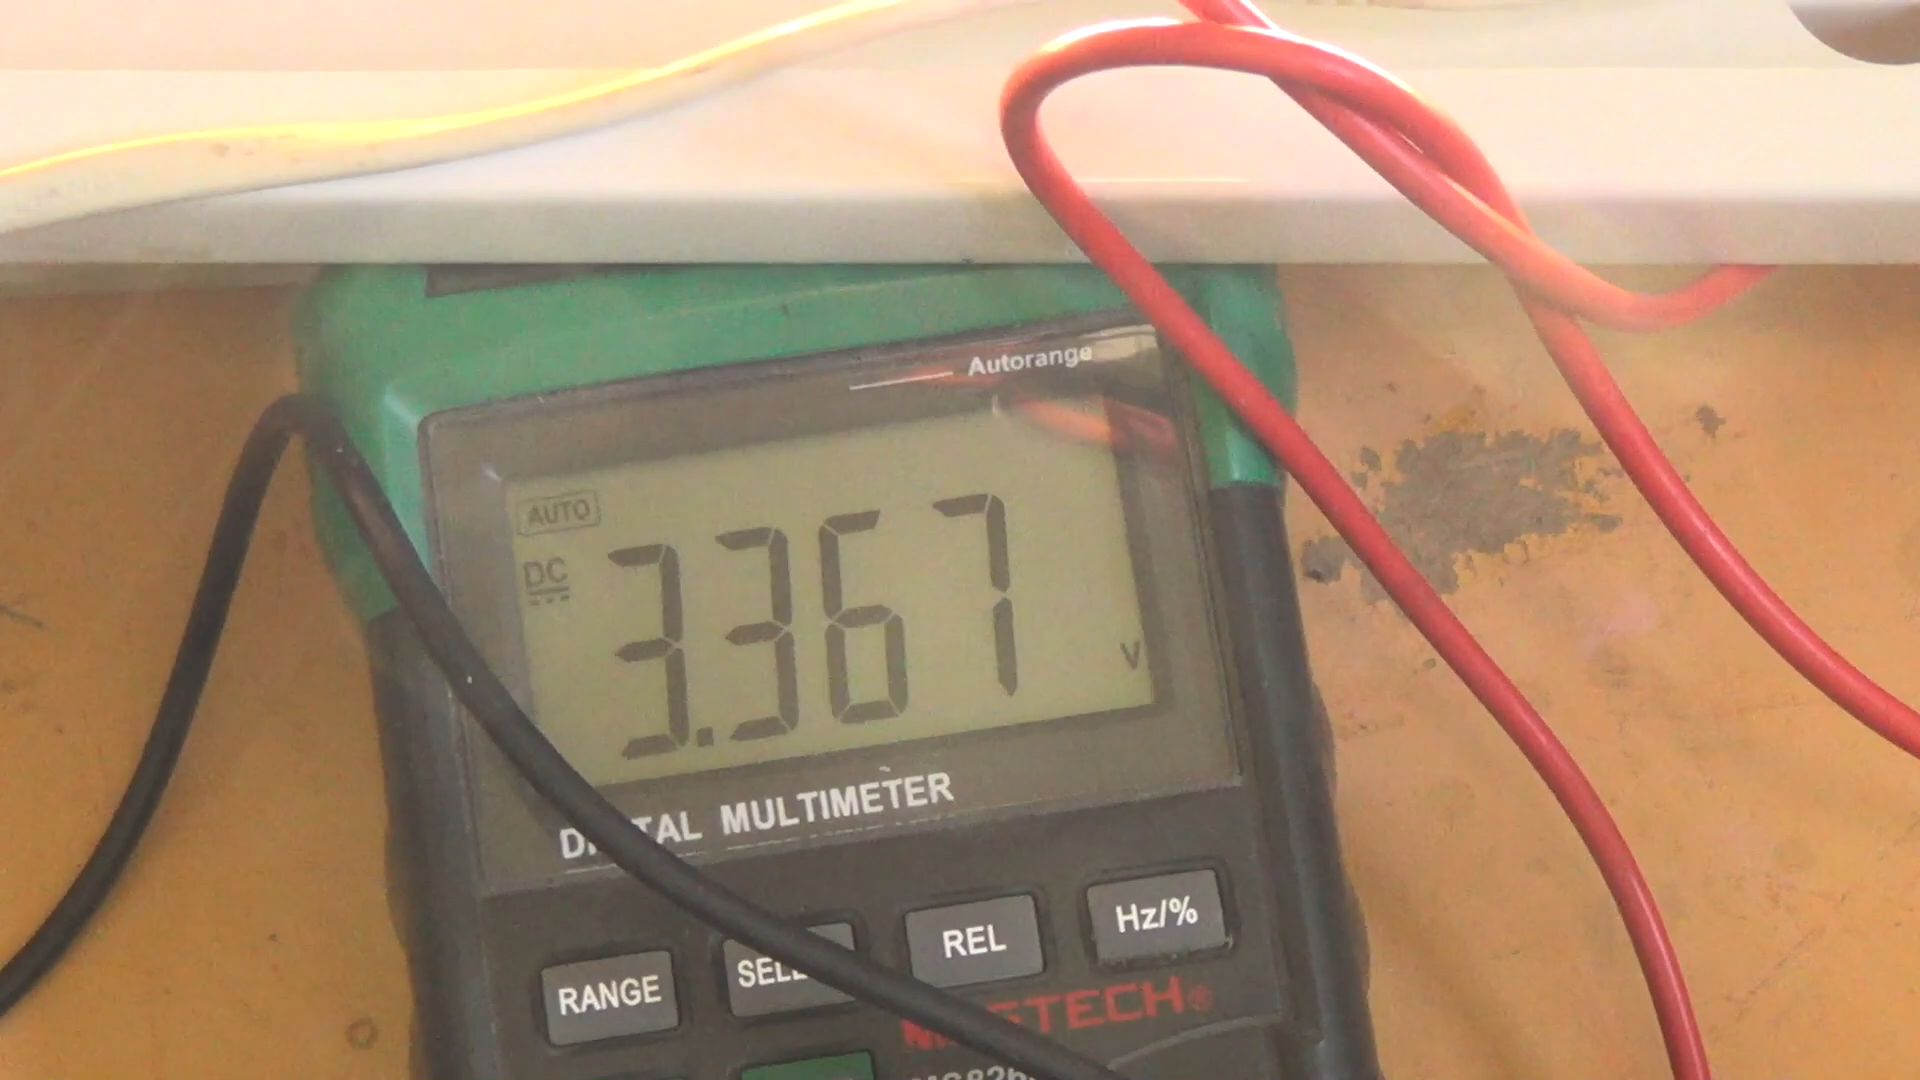 Autorange
AUTO
DC
3.367
V
MULTIMETER
RANGE
REL
Hz/%